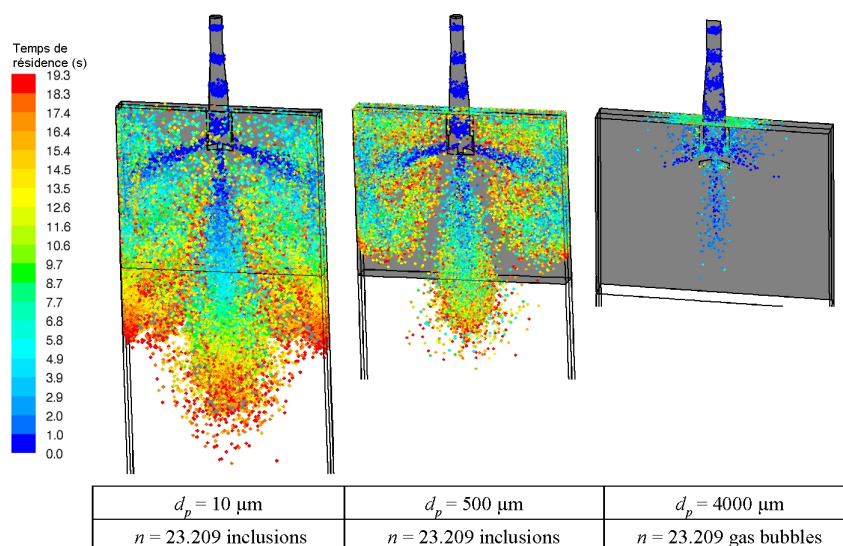 Temps de
résidence (s)
19.3
18.3
17.4
16.4
15.4
14.5
13.5
12.6
11.6
10.6
9.7
8.7
7.7
6.8
5.8
4.9
3.9
2.9
2.0
1.0
0.0
dp = 10 µm
dp = 500 µm
dp = 4000 µm
n = 23.209 inclusions
n = 23.209 inclusions
n = 23.209 gas bubbles